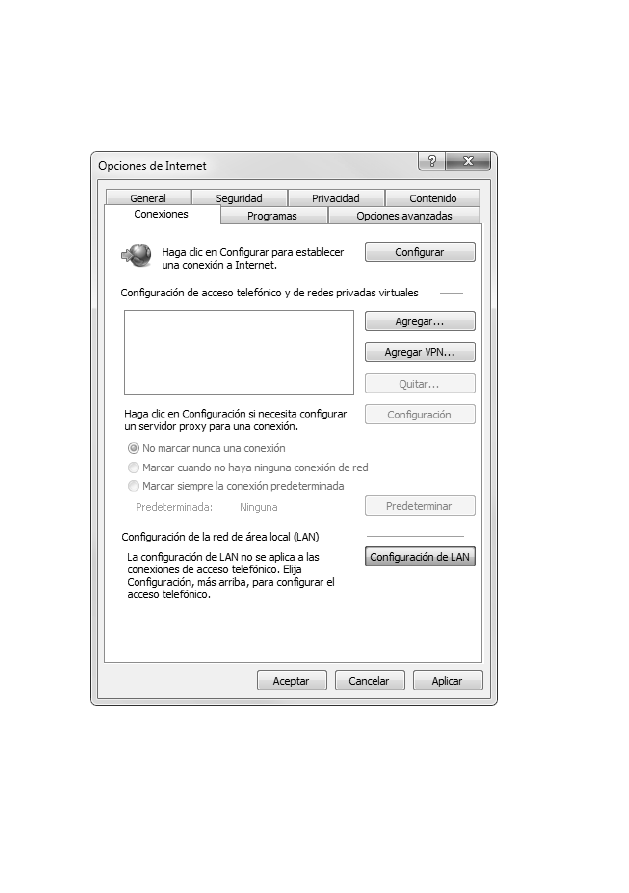 Opciones de Internet
?
General
Seguridad
Privacidad
Contenido
Conexiones
Programas
Opciones avanzadas
Haga clic en Configurar para establecer
una conexión a Internet.
Configurar
Configuración de acceso telefónico y de redes privadas virtuales
Agregar...
Agregar VPN...
Quitar...
Configuración
Haga clic en Configuración si necesita configurar
un servidor proxy para una conexión.
No marcar nunca una conexión
Marcar cuando no haya ninguna conexión de red
Marcar siempre la conexión predeterminada
Predeterminada: Ninguna
Predeterminar
Configuración de la red de área local (LAN)
La configuración de LAN no se aplica a las
conexiones de acceso telefónico. Elija
Configuración, más arriba, para configurar el
acceso telefónico.
Configuración de LAN
Aceptar
Cancelar
Aplicar